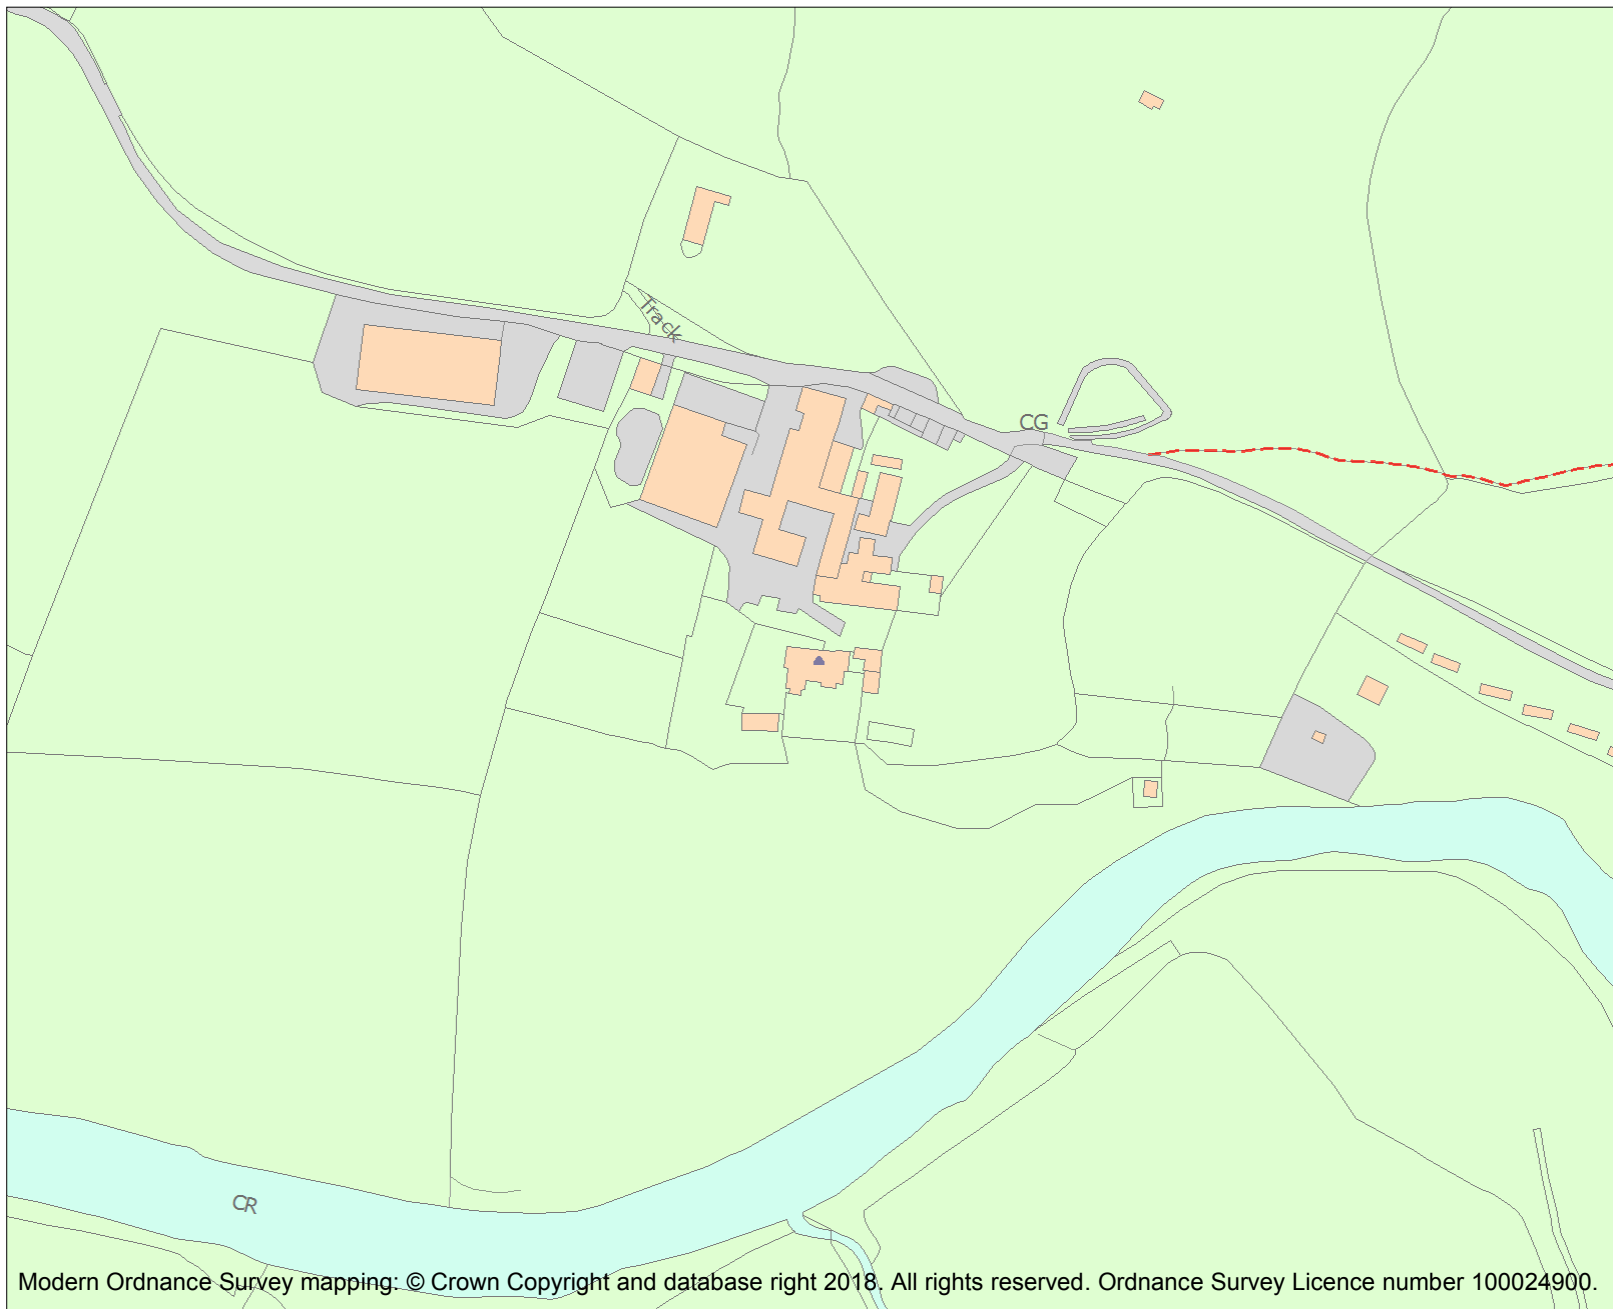 Track
CG
CR
Modern Ordnance Survey mapping: © Crown Copyright and database right 2018. All rights reserved. Ordnance Survey Licence number 100024900.